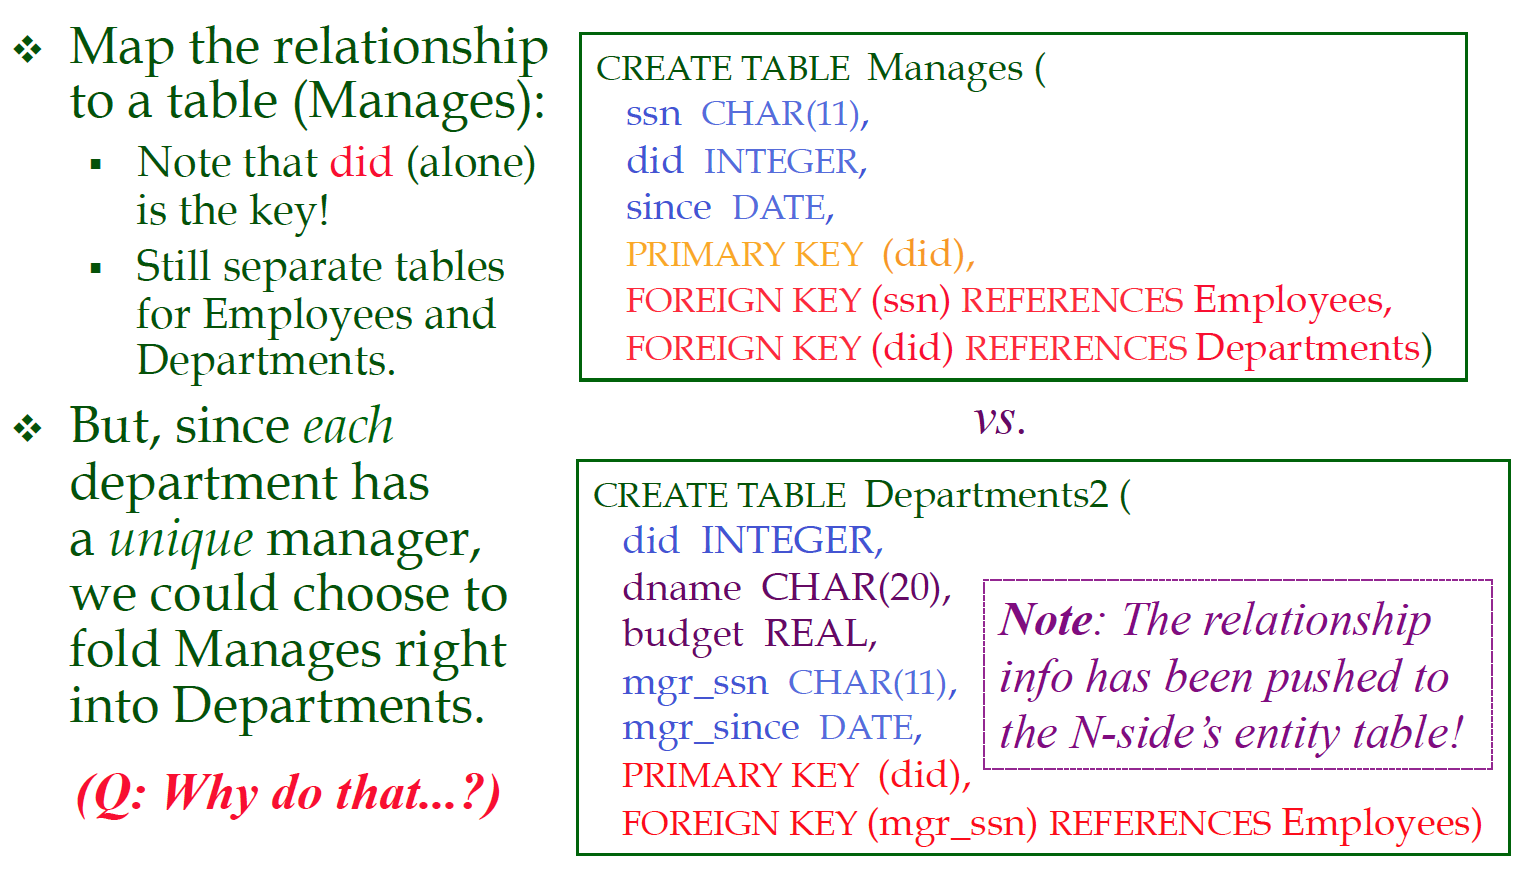 ❖ Map the relationship
to a table (Manages):
▪ Note that did (alone)
is the key!
▪ Still separate tables
for Employees and
Departments.
❖ But, since each
department has
a unique manager,
we could choose to
fold Manages right
into Departments.
(Q: Why do that...?)
CREATE TABLE Manages (
ssn CHAR(11),
did INTEGER,
since DATE,
PRIMARY KEY (did),
FOREIGN KEY (ssn) REFERENCES Employees,
FOREIGN KEY (did) REFERENCES Departments)
vs.
CREATE TABLE Departments2 (
did INTEGER,
dname CHAR(20),
budget REAL,
mgr_ssn CHAR(11),
mgr_since DATE,
PRIMARY KEY (did),
FOREIGN KEY (mgr_ssn) REFERENCES Employees)
Note: The relationship
info has been pushed to
the N-side’s entity table!